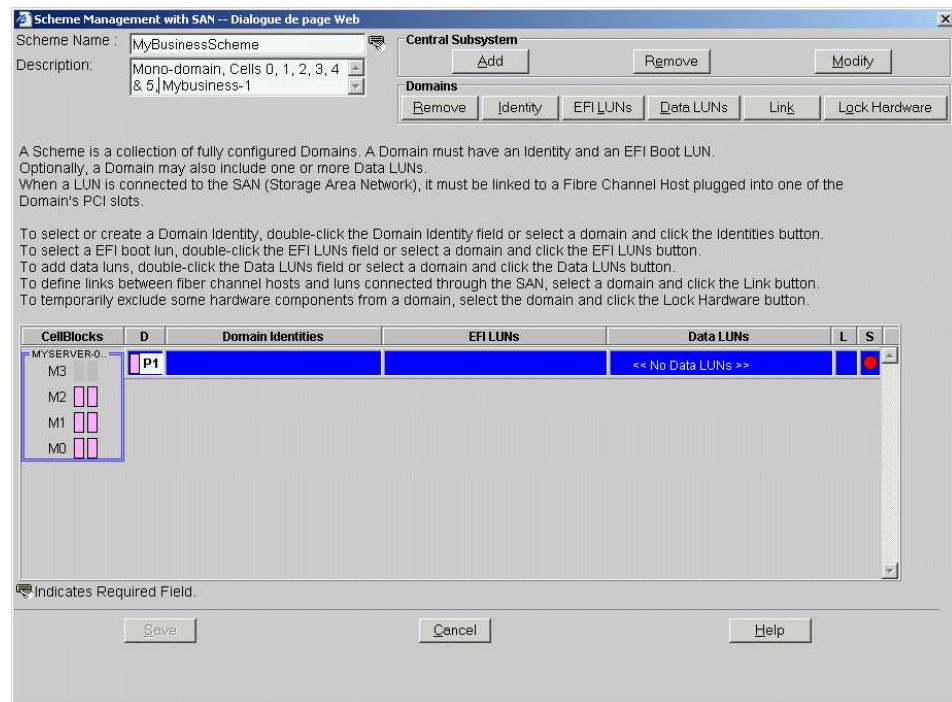 Scheme Management with SAN -- Dialogue de page Web
Scheme Name :
MyBusinessScheme
Description:
Mono-domain, Cells 0, 1, 2, 3, 4
& 5, Mybusiness-1
Central Subsystem
Add
Remove
Modify
Domains
Remove
Identity
EFI LUNs
Data LUNs
Link
Lock Hardware
A Scheme is a collection of fully configured Domains. A Domain must have an Identity and an EFI Boot LUN.
Optionally, a Domain may also include one or more Data LUNs.
When a LUN is connected to the SAN (Storage Area Network), it must be linked to a Fibre Channel Host plugged into one of the
Domain's PCI slots.
To select or create a Domain Identity, double-click the Domain Identity field or select a domain and click the Identities button.
To select a EFI boot lun, double-click the EFI LUNs field or select a domain and click the EFI LUNs button.
To add data luns, double-click the Data LUNs field or select a domain and click the Data LUNs button.
To define links between fiber channel hosts and luns connected through the SAN, select a domain and click the Link button.
To temporarily exclude some hardware components from a domain, select the domain and click the Lock Hardware button.
CellBlocks D Domain Identities EFI LUNs Data LUNs L S
MYSERVER-0..
P1 << No Data LUNs >>
M3
M2
M1
M0
Indicates Required Field.
Save
Cancel
Help